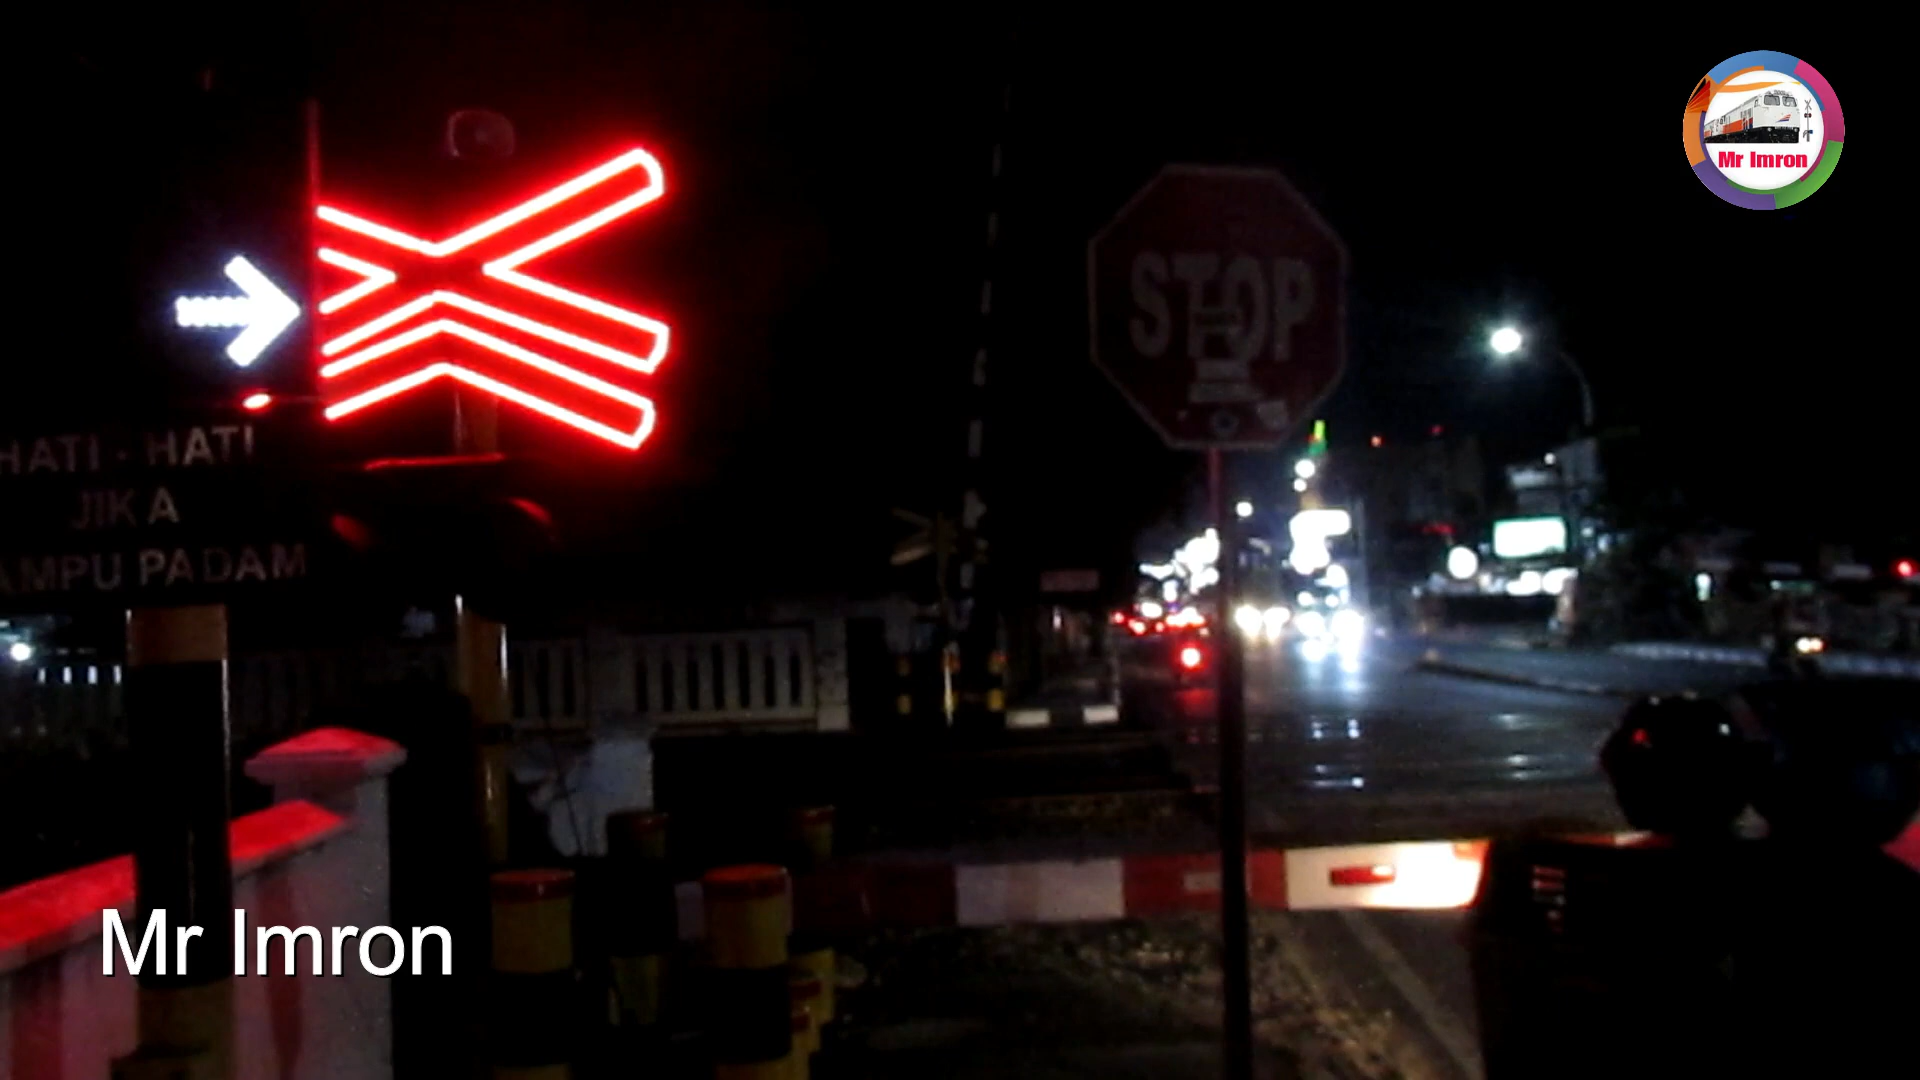 Mr Imron
STOP
HATI - HATI
JIKA
AMPU PADAM
Mr Imron